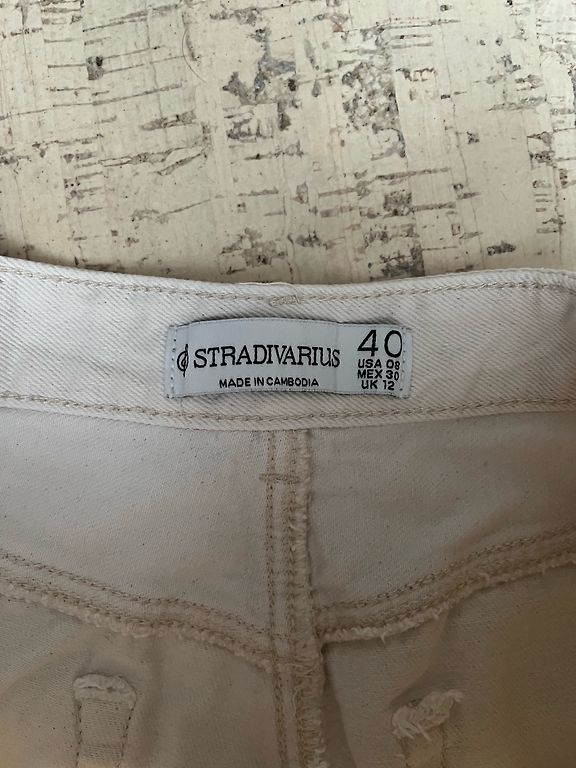 STRADIVARIUS
MADE IN CAMBODIA
40
USA 08
MEX 30
UK 12